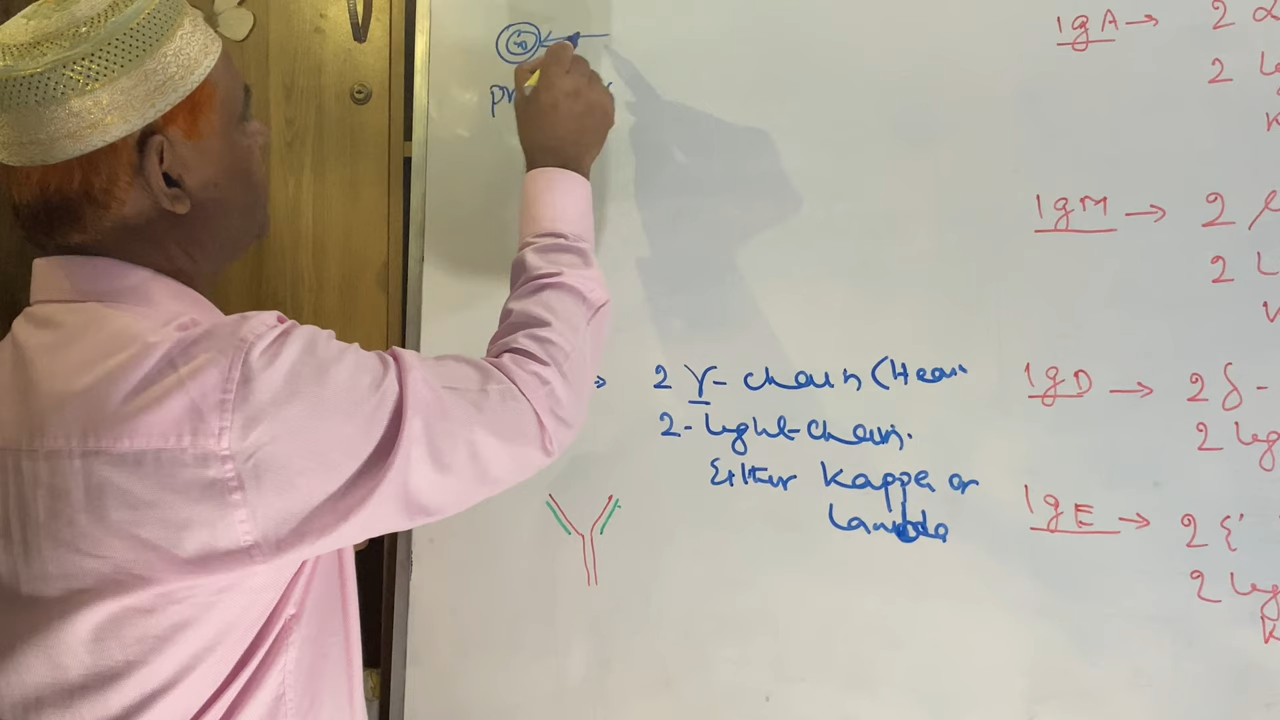 2 γ- chain (Hea
2- Light-chain.
Either Kappa or
Lambda
IgA → 2
2
IgM → 2
2 L
IgD → 2 δ-
2 lig
IgE → 2 ε
2 lig
K